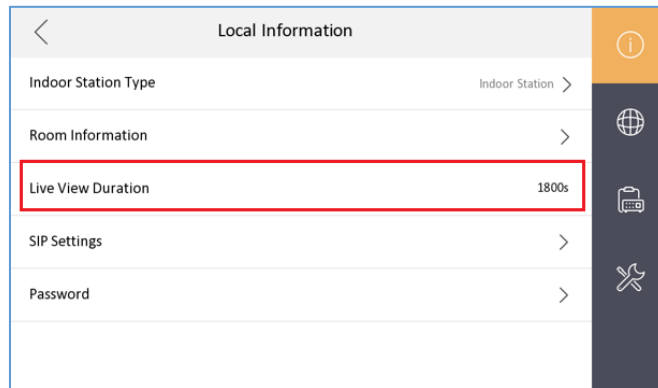 Local Information
Indoor Station Type Indoor Station
Room Information
Live View Duration 1800s
SIP Settings
Password